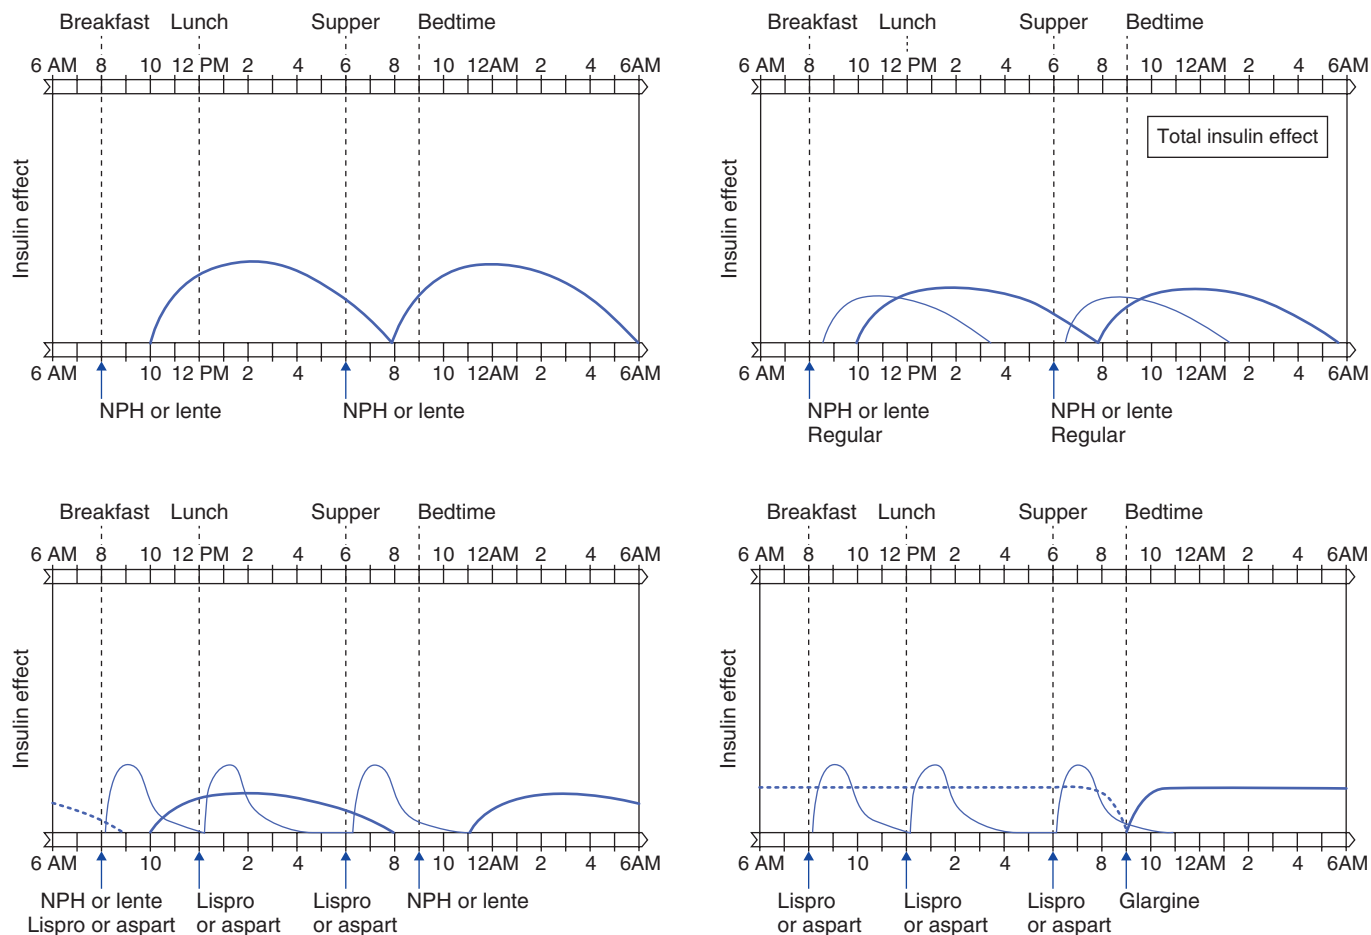 Breakfast Lunch Supper Bedtime
6 AM 8 10 12 PM 2 4 6 8 10 12AM 2 4 6AM
Insulin effect
6 AM 10 12 PM 2 4 8 10 12AM 2 4 6AM
NPH or lente NPH or lente
Breakfast Lunch Supper Bedtime
6 AM 8 10 12 PM 2 4 6 8 10 12AM 2 4 6AM
Total insulin effect
Insulin effect
6 AM 10 12 PM 2 4 8 10 12AM 2 4 6AM
NPH or lente NPH or lente
Regular Regular
Breakfast Lunch Supper Bedtime
6 AM 8 10 12 PM 2 4 6 8 10 12AM 2 4 6AM
Insulin effect
6 AM 10 12 PM 2 4 8 10 12AM 2 4 6AM
NPH or lente Lispro Lispro NPH or lente
Lispro or aspart or aspart or aspart
Breakfast Lunch Supper Bedtime
6 AM 8 10 12 PM 2 4 6 8 10 12AM 2 4 6AM
Insulin effect
6 AM 10 12 PM 2 4 8 10 12AM 2 4 6AM
Lispro Lispro Lispro Glargine
or aspart or aspart or aspart